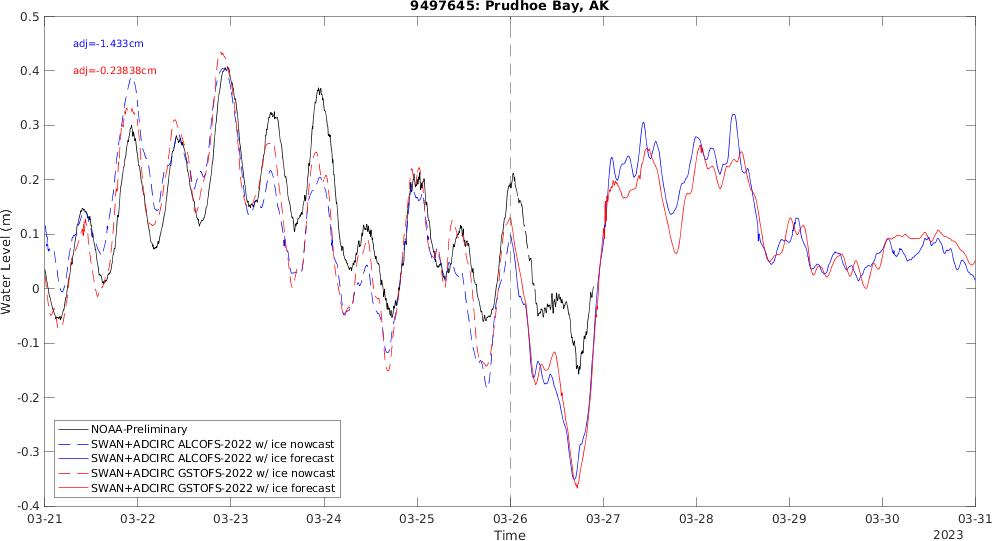 9497645: Prudhoe Bay, AK
adj=-1.433cm
adj=-0.23838cm
Water Level (m)
0.5
0.4
0.3
0.2
0.1
0
-0.1
-0.2
-0.3
-0.4
NOAA-Preliminary
SWAN+ADCIRC ALCOFS-2022 w/ ice nowcast
SWAN+ADCIRC ALCOFS-2022 w/ ice forecast
SWAN+ADCIRC GSTOFS-2022 w/ ice nowcast
SWAN+ADCIRC GSTOFS-2022 w/ ice forecast
03-21 03-22 03-23 03-24 03-25 03-26 03-27 03-28 03-29 03-30 03-31
Time
2023